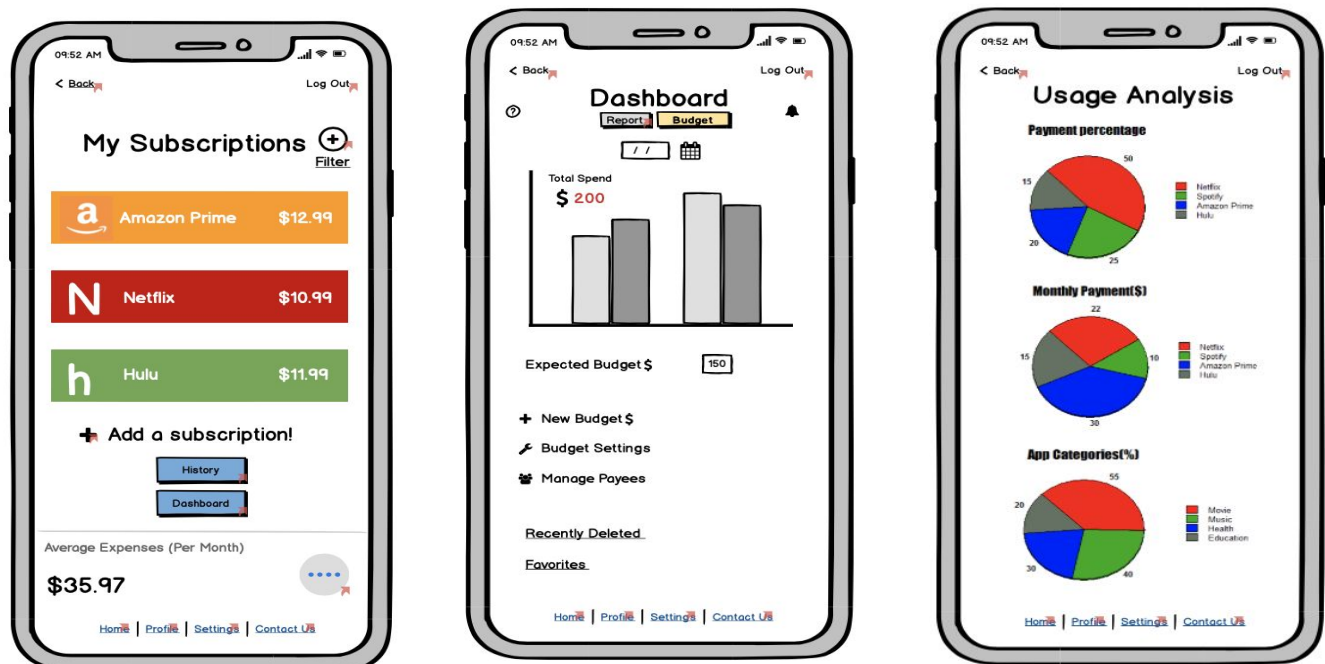 09:52 AM
< Back
Log Out
My Subscriptions
Filter
a Amazon Prime $12.99
N Netflix $10.99
h Hulu $11.99
+ Add a subscription!
History
Dashboard
Average Expenses (Per Month)
$35.97
Home | Profile | Settings | Contact Us
09:52 AM
< Back
Log Out
Dashboard
? Report Budget
/ /
Total Spend
$ 200
Expected Budget $ 150
+ New Budget $
Budget Settings
Manage Payees
Recently Deleted
Favorites
Home | Profile | Settings | Contact Us
09:52 AM
< Back
Log Out
Usage Analysis
Payment percentage
50
15
20
25
Netflix
Spotify
Amazon Prime
Hulu
Monthly Payment($)
22
15
10
30
Netflix
Spotify
Amazon Prime
Hulu
App Categories(%)
55
20
30
40
Movie
Music
Health
Education
Home | Profile | Settings | Contact Us